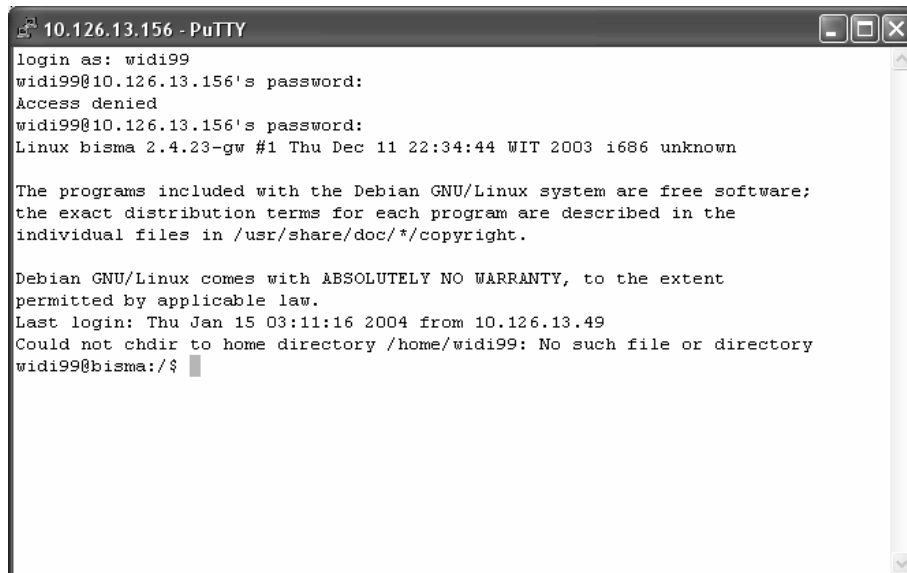 10.126.13.156 - PuTTY
login as: widi99
widi99@10.126.13.156's password:
Access denied
widi99@10.126.13.156's password:
Linux bisma 2.4.23-gw #1 Thu Dec 11 22:34:44 WIT 2003 i686 unknown
The programs included with the Debian GNU/Linux system are free software;
the exact distribution terms for each program are described in the
individual files in /usr/share/doc/*/copyright.
Debian GNU/Linux comes with ABSOLUTELY NO WARRANTY, to the extent
permitted by applicable law.
Last login: Thu Jan 15 03:11:16 2004 from 10.126.13.49
Could not chdir to home directory /home/widi99: No such file or directory
widi99@bisma:/$